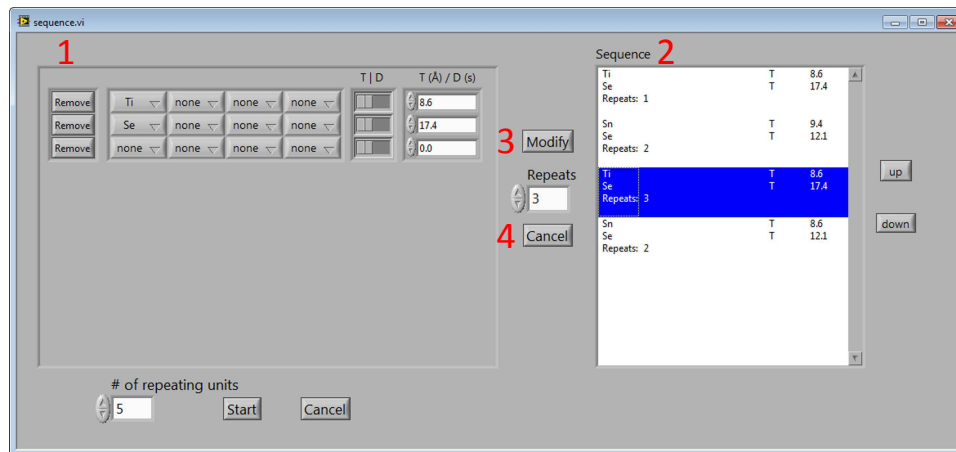 sequence.vi
1
T | D T (Å) / D (s)
Remove Ti none none none 8.6
Remove Se none none none 17.4
Remove none none none none 0.0
# of repeating units
5 Start Cancel
3 Modify
Repeats
3
4 Cancel
Sequence 2
Ti T 8.6
Se T 17.4
Repeats: 1
Sn T 9.4
Se T 12.1
Repeats: 2
Ti T 8.6
Se T 17.4
Repeats: 3
Sn T 8.6
Se T 12.1
Repeats: 2
up
down